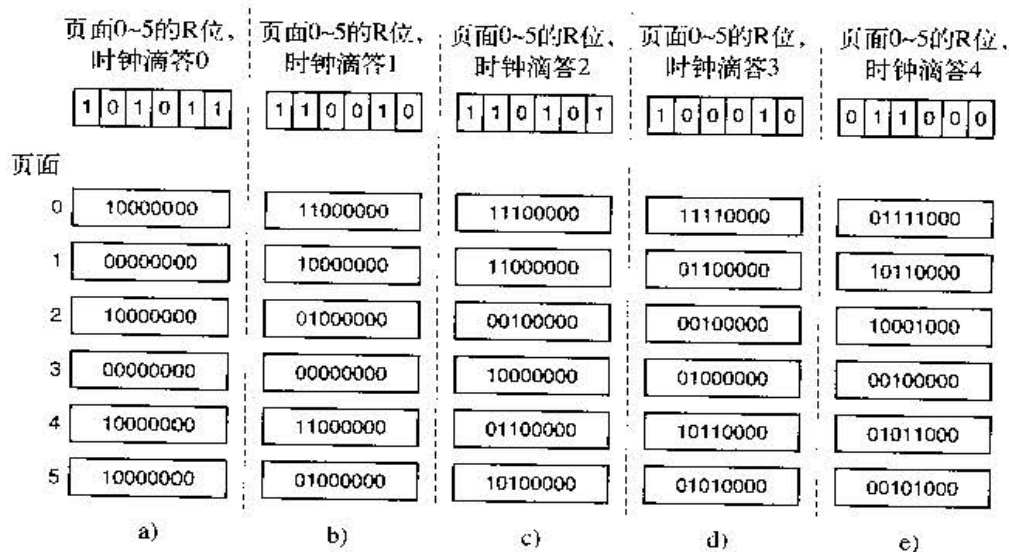 页面0~5的R位， 页面0~5的R位， 页面0~5的R位， 页面0~5的R位， 页面0~5的R位，
时钟滴答0 时钟滴答1 时钟滴答2 时钟滴答3 时钟滴答4
1 0 1 0 1 1 1 1 0 0 1 0 1 1 0 1 0 1 1 0 0 0 1 0 0 1 1 0 0 0
页面
0 10000000 11000000 11100000 11110000 01111000
1 00000000 10000000 11000000 01100000 10110000
2 10000000 01000000 00100000 00100000 10001000
3 00000000 00000000 10000000 01000000 00100000
4 10000000 11000000 01100000 10110000 01011000
5 10000000 01000000 10100000 01010000 00101000
a) b) c) d) e)